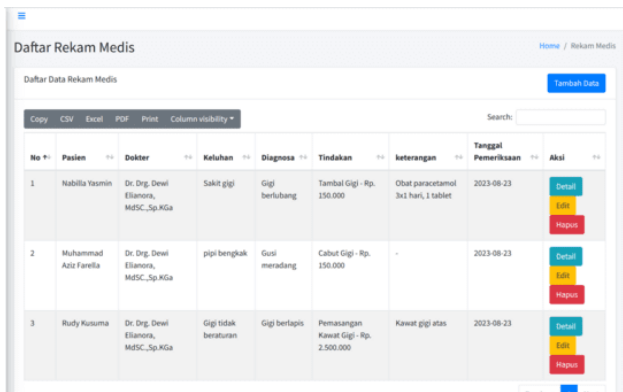 Daftar Rekam Medis
Home / Rekam Medis
Daftar Data Rekam Medis
Tambah Data
Copy CSV Excel PDF Print Column visibility
Search:
No Pasien Dokter Keluhan Diagnosa Tindakan keterangan Tanggal Pemeriksaan Aksi
1 Nabilla Yasmin Dr. Drg. Dewi Elianora, MdSC.,Sp.KGa Sakit gigi Gigi berlubang Tambal Gigi - Rp. 150.000 Obat paracetamol 3x1 hari, 1 tablet 2023-08-23 Detail Edit Hapus
2 Muhammad Aziz Farella Dr. Drg. Dewi Elianora, MdSC.,Sp.KGa pipi bengkak Gusi meradang Cabut Gigi - Rp. 150.000 - 2023-08-23 Detail Edit Hapus
3 Rudy Kusuma Dr. Drg. Dewi Elianora, MdSC.,Sp.KGa Gigi tidak beraturan Gigi berlapis Pemasangan Kawat Gigi - Rp. 2.500.000 Kawat gigi atas 2023-08-23 Detail Edit Hapus